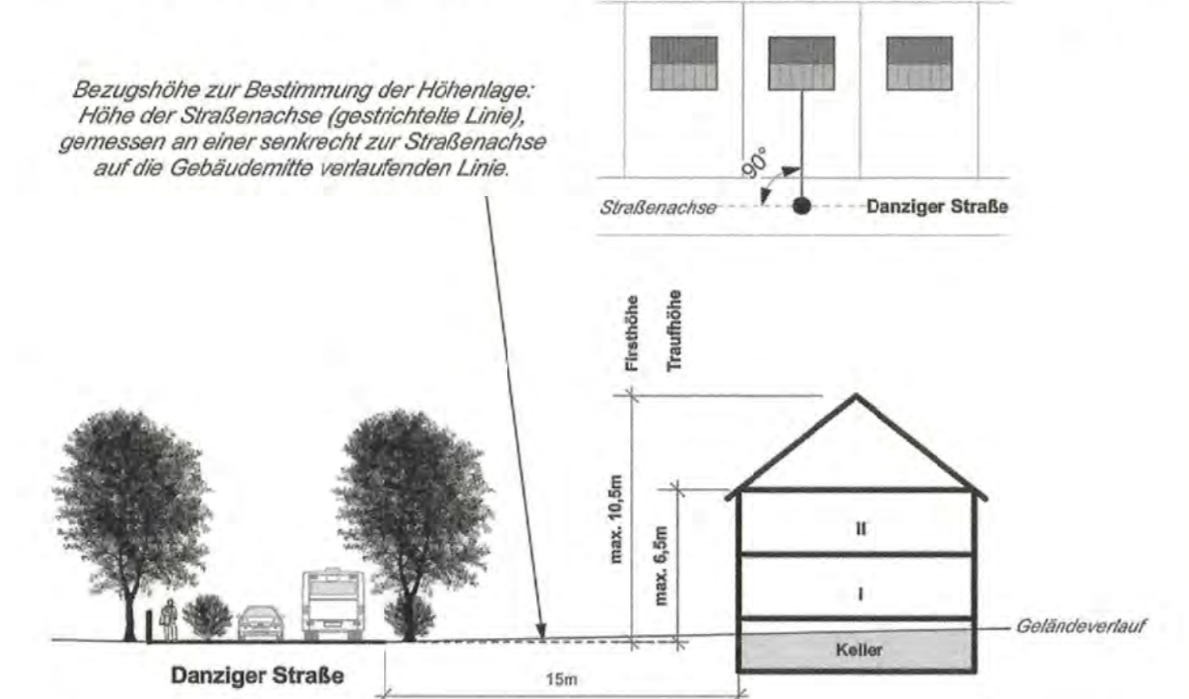 Bezugshöhe zur Bestimmung der Höhenlage:
Höhe der Straßenachse (gestrichtelte Linie),
gemessen an einer senkrecht zur Straßenachse
auf die Gebäudemitte verlaufenden Linie.
90°
Straßenachse
Danziger Straße
Firsthöhe
Traufhöhe
max. 10,5m
max. 6,5m
II
I
Keller
Geländeverlauf
Danziger Straße
15m